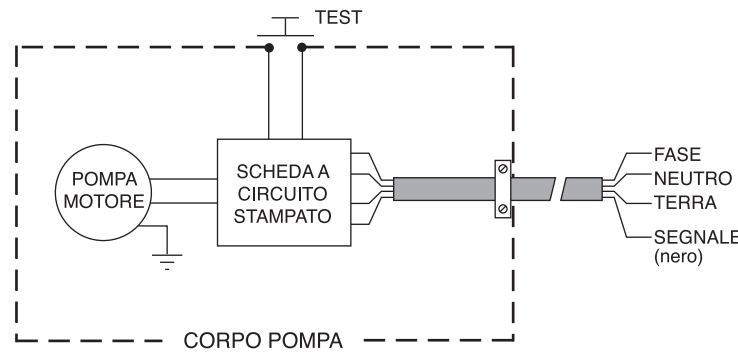 TEST
POMPA
MOTORE
SCHEDA A
CIRCUITO
STAMPATO
FASE
NEUTRO
TERRA
SEGNALE
(nero)
CORPO POMPA